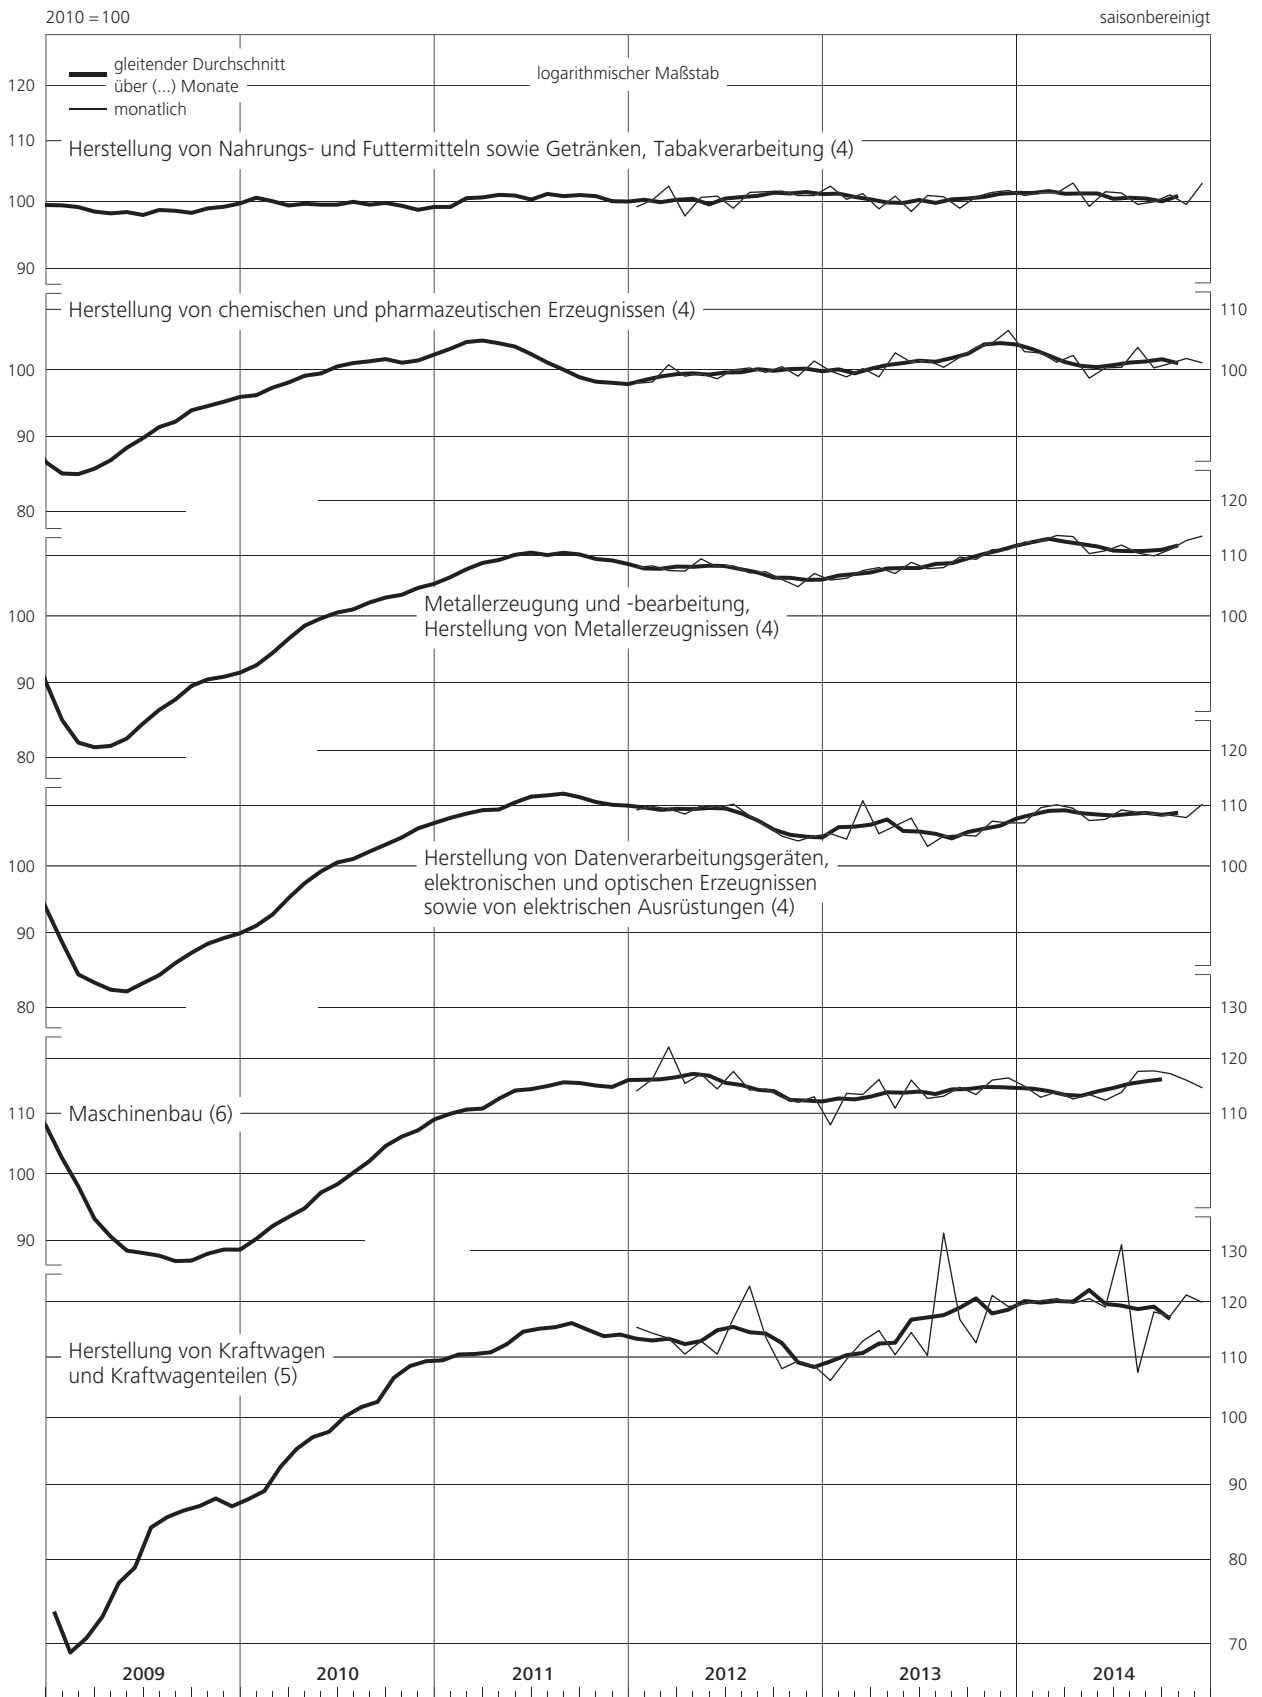 2010 = 100
saisonbereinigt
gleitender Durchschnitt
über (...) Monate
monatlich
logarithmischer Maßstab
120
110
Herstellung von Nahrungs- und Futtermitteln sowie Getränken, Tabakverarbeitung (4)
100
90
Herstellung von chemischen und pharmazeutischen Erzeugnissen (4)
110
100
100
90
80
120
110
Metallerzeugung und -bearbeitung,
Herstellung von Metallerzeugnissen (4)
100
100
90
80
120
110
Herstellung von Datenverarbeitungsgeräten,
elektronischen und optischen Erzeugnissen
sowie von elektrischen Ausrüstungen (4)
100
100
90
80
130
120
Maschinenbau (6)
110
110
100
90
130
120
Herstellung von Kraftwagen
und Kraftwagenteilen (5)
110
100
90
80
70
2009
2010
2011
2012
2013
2014